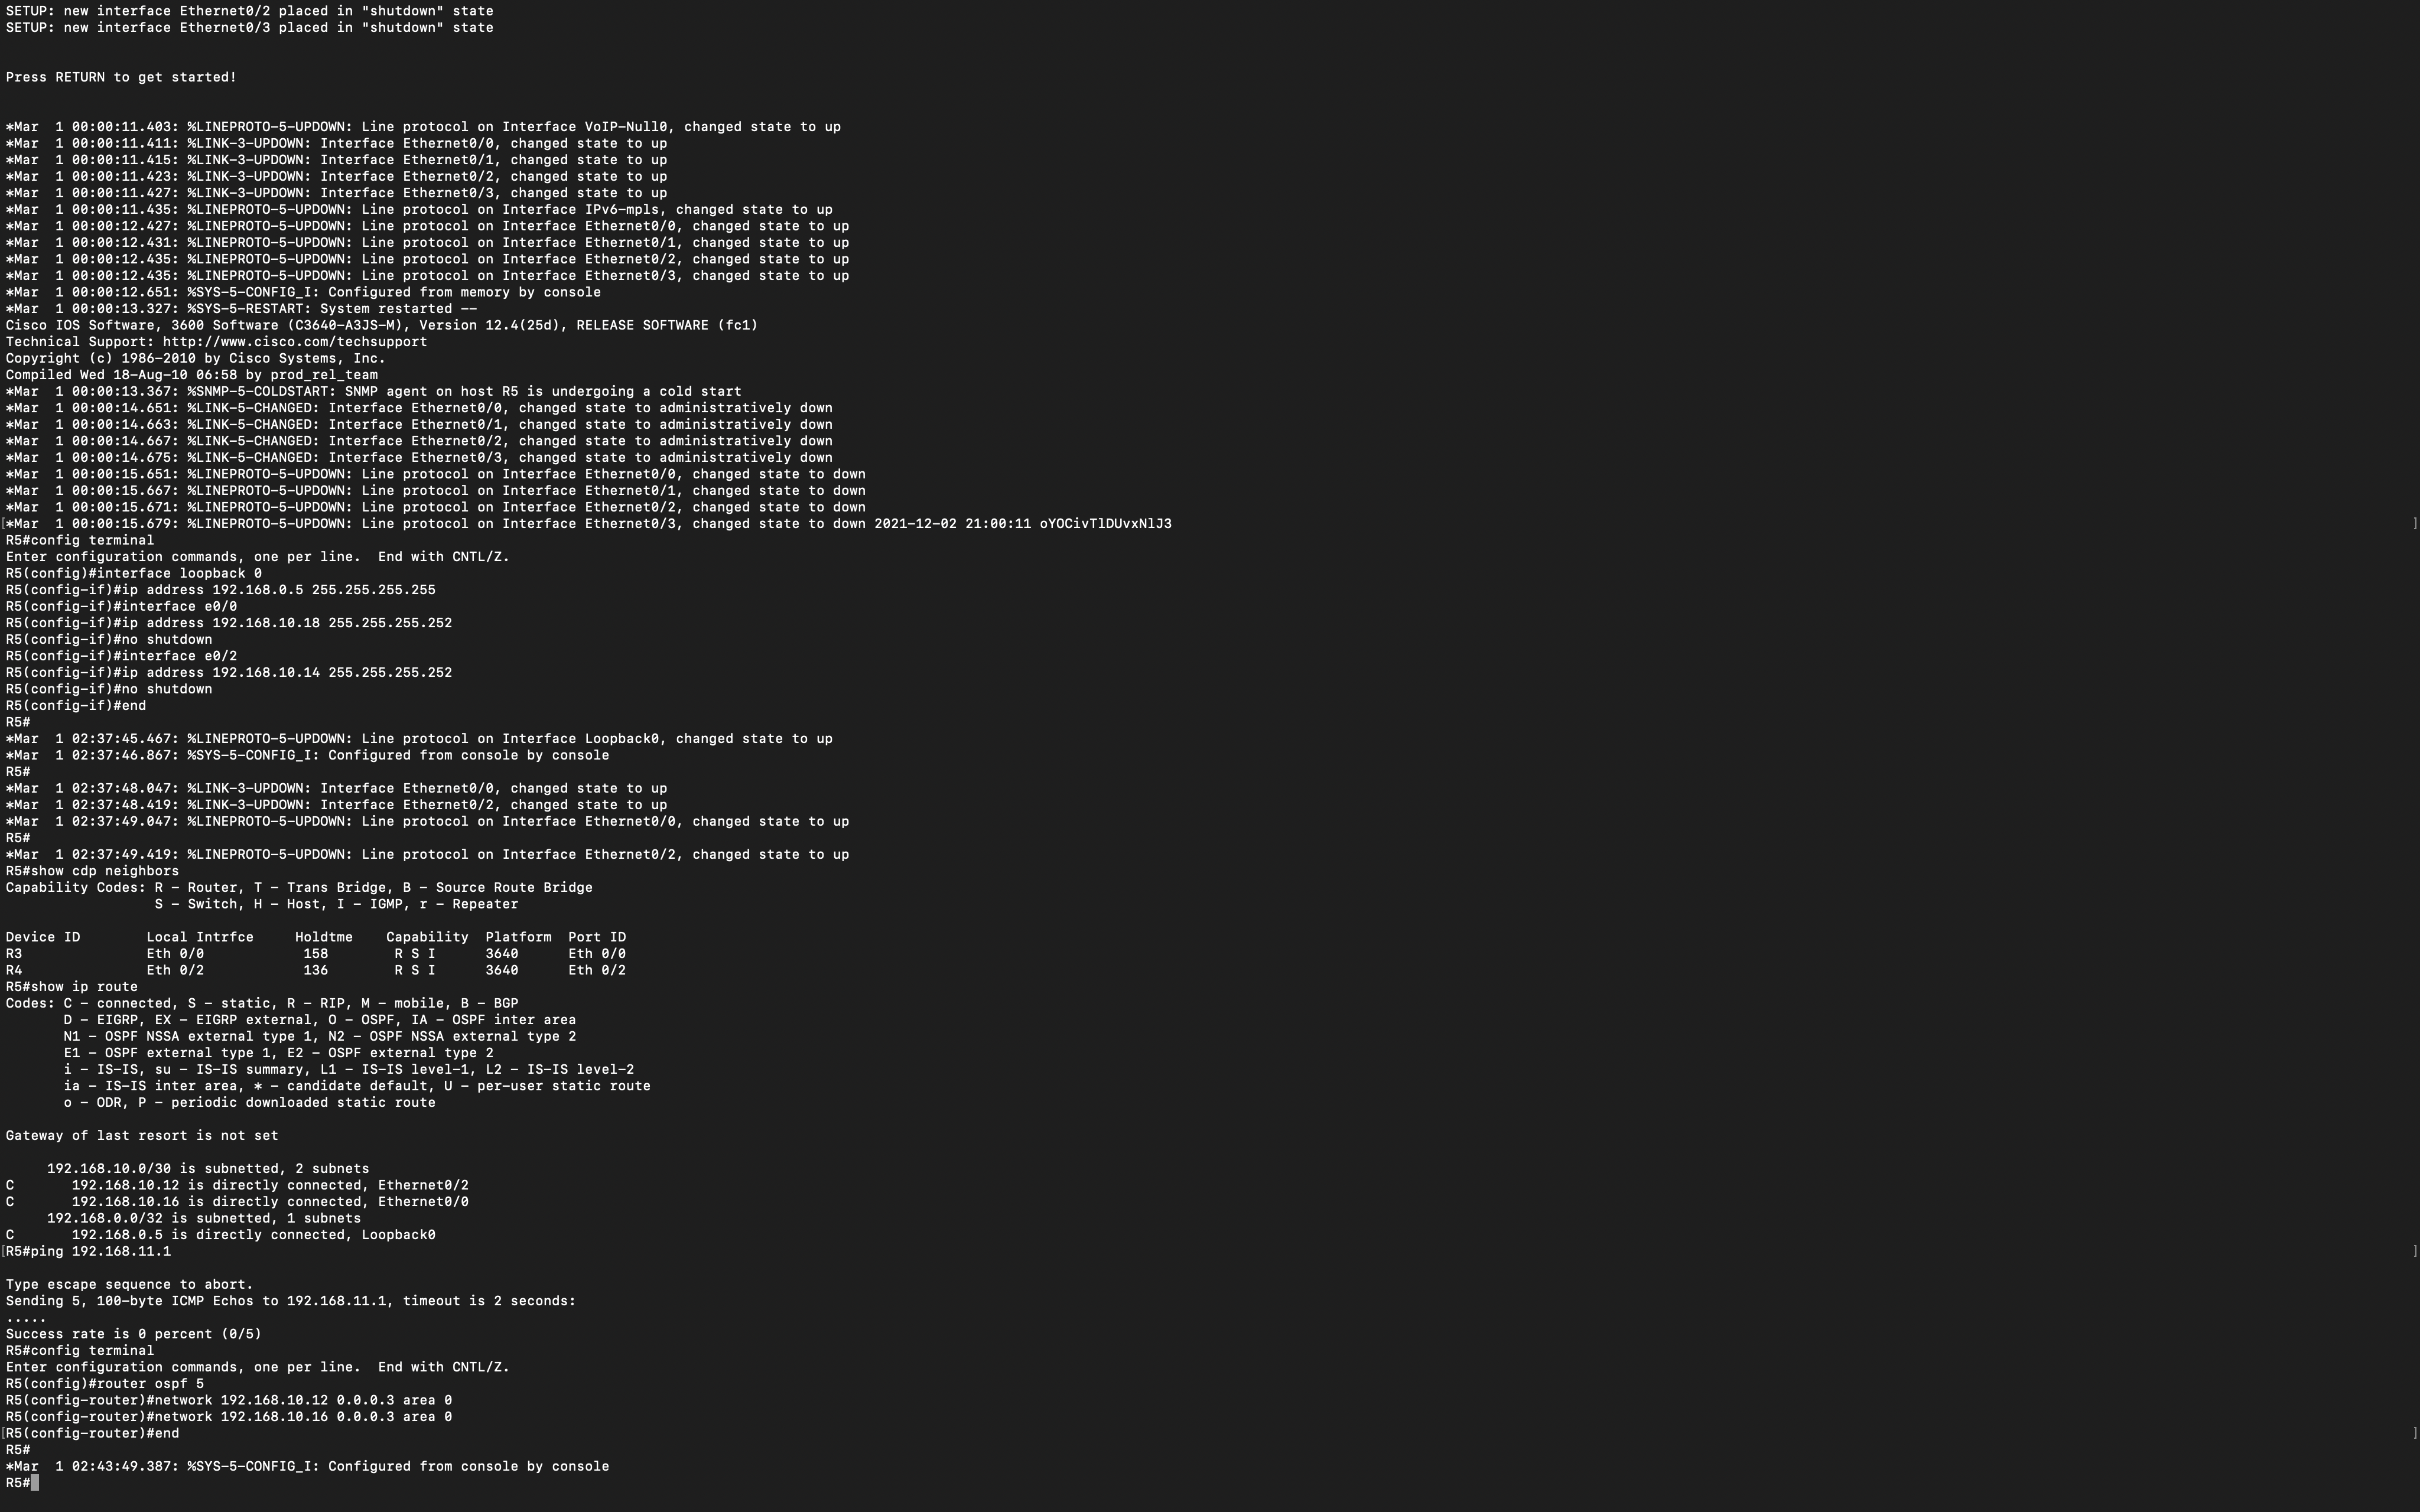 SETUP: new interface Ethernet0/2 placed in "shutdown" state
SETUP: new interface Ethernet0/3 placed in "shutdown" state
Press RETURN to get started!
*Mar  1 00:00:11.403: %LINEPROTO-5-UPDOWN: Line protocol on Interface VoIP-Null0, changed state to up
*Mar  1 00:00:11.411: %LINK-3-UPDOWN: Interface Ethernet0/0, changed state to up
*Mar  1 00:00:11.415: %LINK-3-UPDOWN: Interface Ethernet0/1, changed state to up
*Mar  1 00:00:11.423: %LINK-3-UPDOWN: Interface Ethernet0/2, changed state to up
*Mar  1 00:00:11.427: %LINK-3-UPDOWN: Interface Ethernet0/3, changed state to up
*Mar  1 00:00:11.435: %LINEPROTO-5-UPDOWN: Line protocol on Interface IPv6-mpls, changed state to up
*Mar  1 00:00:12.427: %LINEPROTO-5-UPDOWN: Line protocol on Interface Ethernet0/0, changed state to up
*Mar  1 00:00:12.431: %LINEPROTO-5-UPDOWN: Line protocol on Interface Ethernet0/1, changed state to up
*Mar  1 00:00:12.435: %LINEPROTO-5-UPDOWN: Line protocol on Interface Ethernet0/2, changed state to up
*Mar  1 00:00:12.435: %LINEPROTO-5-UPDOWN: Line protocol on Interface Ethernet0/3, changed state to up
*Mar  1 00:00:12.651: %SYS-5-CONFIG_I: Configured from memory by console
*Mar  1 00:00:13.327: %SYS-5-RESTART: System restarted --
Cisco IOS Software, 3600 Software (C3640-A3JS-M), Version 12.4(25d), RELEASE SOFTWARE (fc1)
Technical Support: http://www.cisco.com/techsupport
Copyright (c) 1986-2010 by Cisco Systems, Inc.
Compiled Wed 18-Aug-10 06:58 by prod_rel_team
*Mar  1 00:00:13.367: %SNMP-5-COLDSTART: SNMP agent on host R5 is undergoing a cold start
*Mar  1 00:00:14.651: %LINK-5-CHANGED: Interface Ethernet0/0, changed state to administratively down
*Mar  1 00:00:14.663: %LINK-5-CHANGED: Interface Ethernet0/1, changed state to administratively down
*Mar  1 00:00:14.667: %LINK-5-CHANGED: Interface Ethernet0/2, changed state to administratively down
*Mar  1 00:00:14.675: %LINK-5-CHANGED: Interface Ethernet0/3, changed state to administratively down
*Mar  1 00:00:15.651: %LINEPROTO-5-UPDOWN: Line protocol on Interface Ethernet0/0, changed state to down
*Mar  1 00:00:15.667: %LINEPROTO-5-UPDOWN: Line protocol on Interface Ethernet0/1, changed state to down
*Mar  1 00:00:15.671: %LINEPROTO-5-UPDOWN: Line protocol on Interface Ethernet0/2, changed state to down
[*Mar  1 00:00:15.679: %LINEPROTO-5-UPDOWN: Line protocol on Interface Ethernet0/3, changed state to down 2021-12-02 21:00:11 oYOCivTlDUvxNlJ3 ]
R5#config terminal
Enter configuration commands, one per line.  End with CNTL/Z.
R5(config)#interface loopback 0
R5(config-if)#ip address 192.168.0.5 255.255.255.255
R5(config-if)#interface e0/0
R5(config-if)#ip address 192.168.10.18 255.255.255.252
R5(config-if)#no shutdown
R5(config-if)#interface e0/2
R5(config-if)#ip address 192.168.10.14 255.255.255.252
R5(config-if)#no shutdown
R5(config-if)#end
R5#
*Mar  1 02:37:45.467: %LINEPROTO-5-UPDOWN: Line protocol on Interface Loopback0, changed state to up
*Mar  1 02:37:46.867: %SYS-5-CONFIG_I: Configured from console by console
R5#
*Mar  1 02:37:48.047: %LINK-3-UPDOWN: Interface Ethernet0/0, changed state to up
*Mar  1 02:37:48.419: %LINK-3-UPDOWN: Interface Ethernet0/2, changed state to up
*Mar  1 02:37:49.047: %LINEPROTO-5-UPDOWN: Line protocol on Interface Ethernet0/0, changed state to up
R5#
*Mar  1 02:37:49.419: %LINEPROTO-5-UPDOWN: Line protocol on Interface Ethernet0/2, changed state to up
R5#show cdp neighbors
Capability Codes: R - Router, T - Trans Bridge, B - Source Route Bridge
                  S - Switch, H - Host, I - IGMP, r - Repeater
Device ID        Local Intrfce     Holdtme    Capability  Platform  Port ID
R3               Eth 0/0            158        R S I      3640      Eth 0/0
R4               Eth 0/2            136        R S I      3640      Eth 0/2
R5#show ip route
Codes: C - connected, S - static, R - RIP, M - mobile, B - BGP
       D - EIGRP, EX - EIGRP external, O - OSPF, IA - OSPF inter area
       N1 - OSPF NSSA external type 1, N2 - OSPF NSSA external type 2
       E1 - OSPF external type 1, E2 - OSPF external type 2
       i - IS-IS, su - IS-IS summary, L1 - IS-IS level-1, L2 - IS-IS level-2
       ia - IS-IS inter area, * - candidate default, U - per-user static route
       o - ODR, P - periodic downloaded static route
Gateway of last resort is not set
     192.168.10.0/30 is subnetted, 2 subnets
C       192.168.10.12 is directly connected, Ethernet0/2
C       192.168.10.16 is directly connected, Ethernet0/0
     192.168.0.0/32 is subnetted, 1 subnets
C       192.168.0.5 is directly connected, Loopback0
[R5#ping 192.168.11.1 ]
Type escape sequence to abort.
Sending 5, 100-byte ICMP Echos to 192.168.11.1, timeout is 2 seconds:
.....
Success rate is 0 percent (0/5)
R5#config terminal
Enter configuration commands, one per line.  End with CNTL/Z.
R5(config)#router ospf 5
R5(config-router)#network 192.168.10.12 0.0.0.3 area 0
R5(config-router)#network 192.168.10.16 0.0.0.3 area 0
[R5(config-router)#end ]
R5#
*Mar  1 02:43:49.387: %SYS-5-CONFIG_I: Configured from console by console
R5#